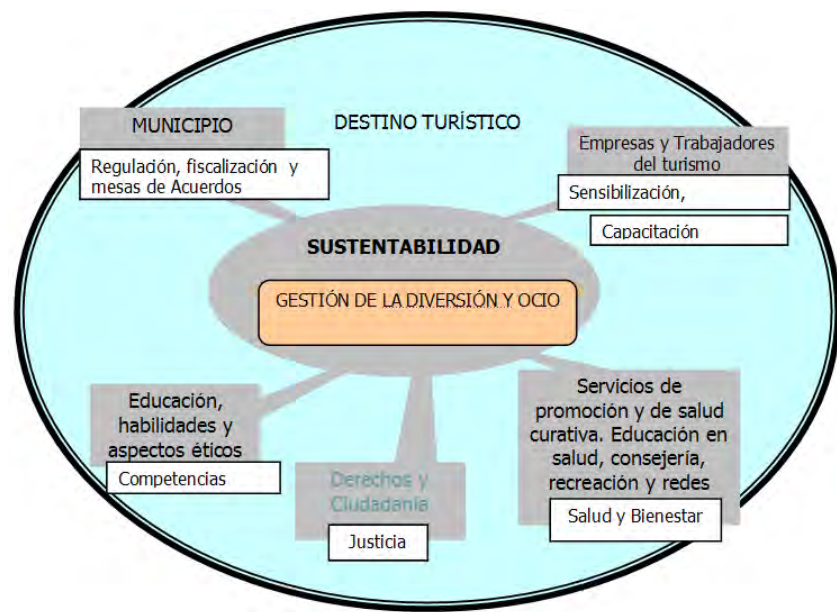 DESTINO TURÍSTICO
MUNICIPIO
Regulación, fiscalización y
mesas de Acuerdos
Empresas y Trabajadores
del turismo
Sensibilización,
Capacitación
SUSTENTABILIDAD
GESTIÓN DE LA DIVERSIÓN Y OCIO
Educación,
habilidades y
aspectos éticos
Competencias
Derechos y
Ciudadanía
Justicia
Servicios de
promoción y de salud
curativa. Educación en
salud, consejería,
recreación y redes
Salud y Bienestar